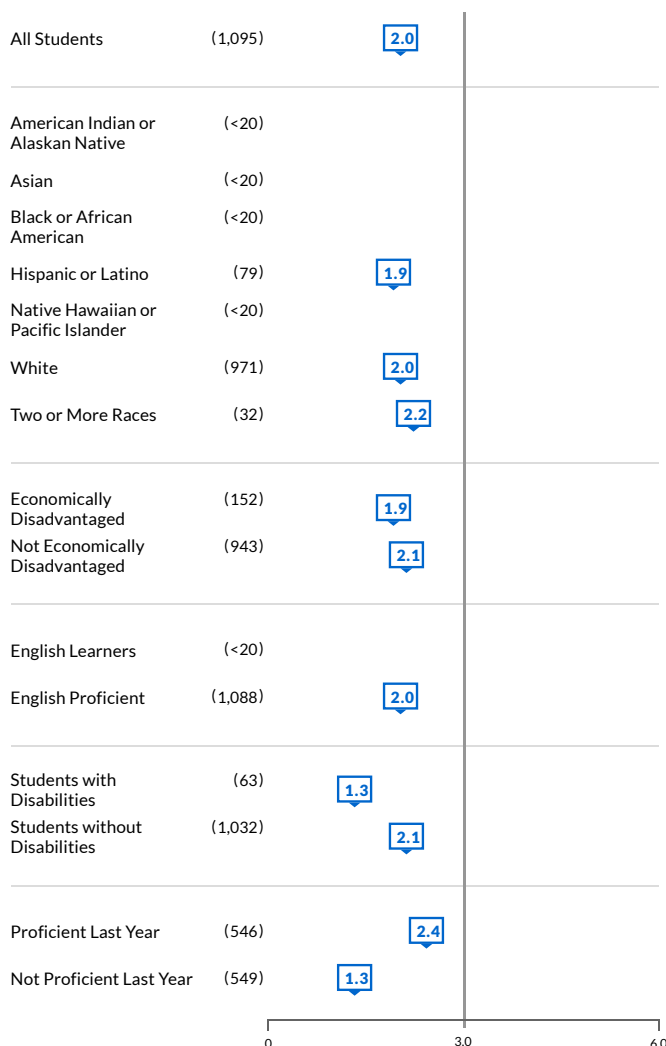 All Students (1,095) 2.0
American Indian or (<20)
Alaskan Native
Asian (<20)
Black or African (<20)
American
Hispanic or Latino (79) 1.9
Native Hawaiian or (<20)
Pacific Islander
White (971) 2.0
Two or More Races (32) 2.2
Economically (152) 1.9
Disadvantaged
Not Economically (943) 2.1
Disadvantaged
English Learners (<20)
English Proficient (1,088) 2.0
Students with (63) 1.3
Disabilities
Students without (1,032) 2.1
Disabilities
Proficient Last Year (546) 2.4
Not Proficient Last Year (549) 1.3
0 3.0 6.0